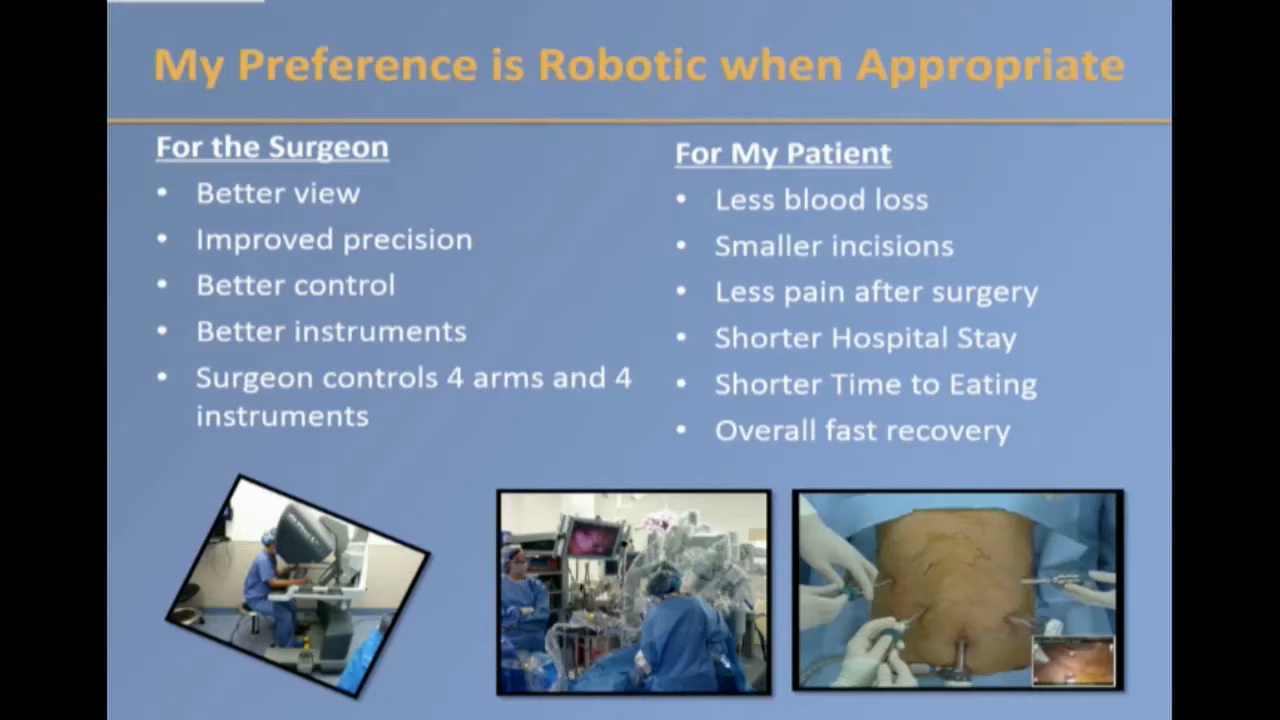 My Preference is Robotic when Appropriate
For the Surgeon
• Better view
• Improved precision
• Better control
• Better instruments
• Surgeon controls 4 arms and 4
instruments
For My Patient
• Less blood loss
• Smaller incisions
• Less pain after surgery
• Shorter Hospital Stay
• Shorter Time to Eating
• Overall fast recovery